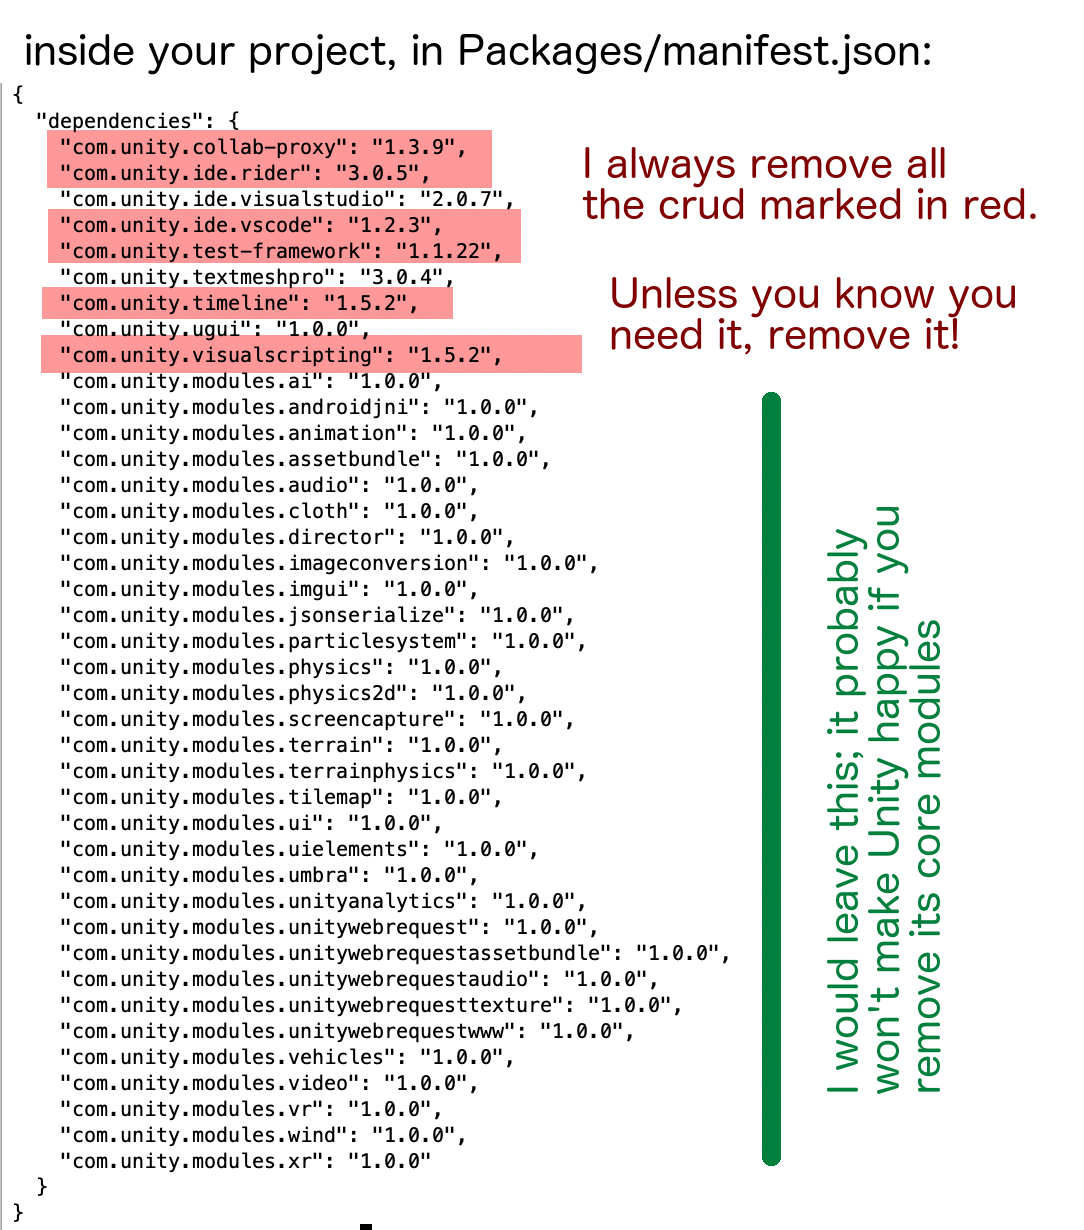 inside your project, in Packages/manifest.json:
{
  "dependencies": {
    "com.unity.collab-proxy": "1.3.9",
    "com.unity.ide.rider": "3.0.5",
    "com.unity.ide.visualstudio": "2.0.7",
    "com.unity.ide.vscode": "1.2.3",
    "com.unity.test-framework": "1.1.22",
    "com.unity.textmeshpro": "3.0.4",
    "com.unity.timeline": "1.5.2",
    "com.unity.ugui": "1.0.0",
    "com.unity.visualscripting": "1.5.2",
    "com.unity.modules.ai": "1.0.0",
    "com.unity.modules.androidjni": "1.0.0",
    "com.unity.modules.animation": "1.0.0",
    "com.unity.modules.assetbundle": "1.0.0",
    "com.unity.modules.audio": "1.0.0",
    "com.unity.modules.cloth": "1.0.0",
    "com.unity.modules.director": "1.0.0",
    "com.unity.modules.imageconversion": "1.0.0",
    "com.unity.modules.imgui": "1.0.0",
    "com.unity.modules.jsonserialize": "1.0.0",
    "com.unity.modules.particlesystem": "1.0.0",
    "com.unity.modules.physics": "1.0.0",
    "com.unity.modules.physics2d": "1.0.0",
    "com.unity.modules.screencapture": "1.0.0",
    "com.unity.modules.terrain": "1.0.0",
    "com.unity.modules.terrainphysics": "1.0.0",
    "com.unity.modules.tilemap": "1.0.0",
    "com.unity.modules.ui": "1.0.0",
    "com.unity.modules.uielements": "1.0.0",
    "com.unity.modules.umbra": "1.0.0",
    "com.unity.modules.unityanalytics": "1.0.0",
    "com.unity.modules.unitywebrequest": "1.0.0",
    "com.unity.modules.unitywebrequestassetbundle": "1.0.0",
    "com.unity.modules.unitywebrequestaudio": "1.0.0",
    "com.unity.modules.unitywebrequesttexture": "1.0.0",
    "com.unity.modules.unitywebrequestwww": "1.0.0",
    "com.unity.modules.vehicles": "1.0.0",
    "com.unity.modules.video": "1.0.0",
    "com.unity.modules.vr": "1.0.0",
    "com.unity.modules.wind": "1.0.0",
    "com.unity.modules.xr": "1.0.0"
  }
}
I always remove all
the crud marked in red.
Unless you know you
need it, remove it!
I would leave this; it probably
won't make Unity happy if you
remove its core modules